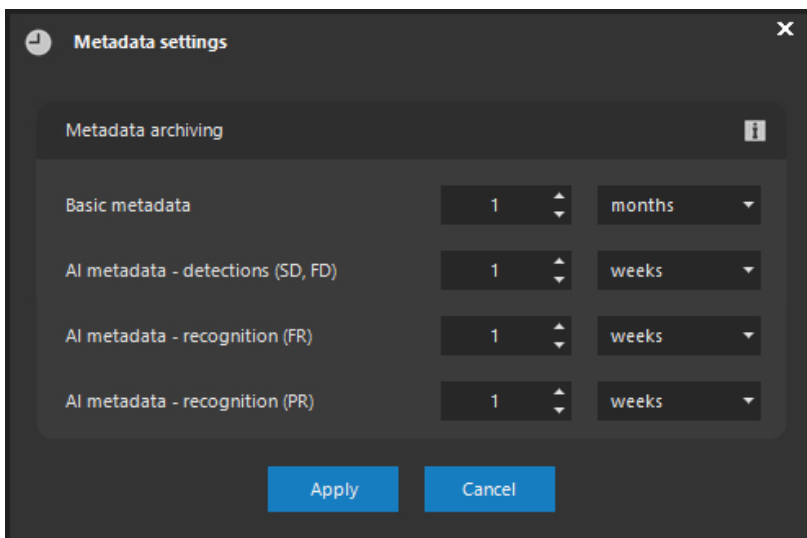 Metadata settings
Metadata archiving
Basic metadata 1 months
AI metadata - detections (SD, FD) 1 weeks
AI metadata - recognition (FR) 1 weeks
AI metadata - recognition (PR) 1 weeks
Apply Cancel